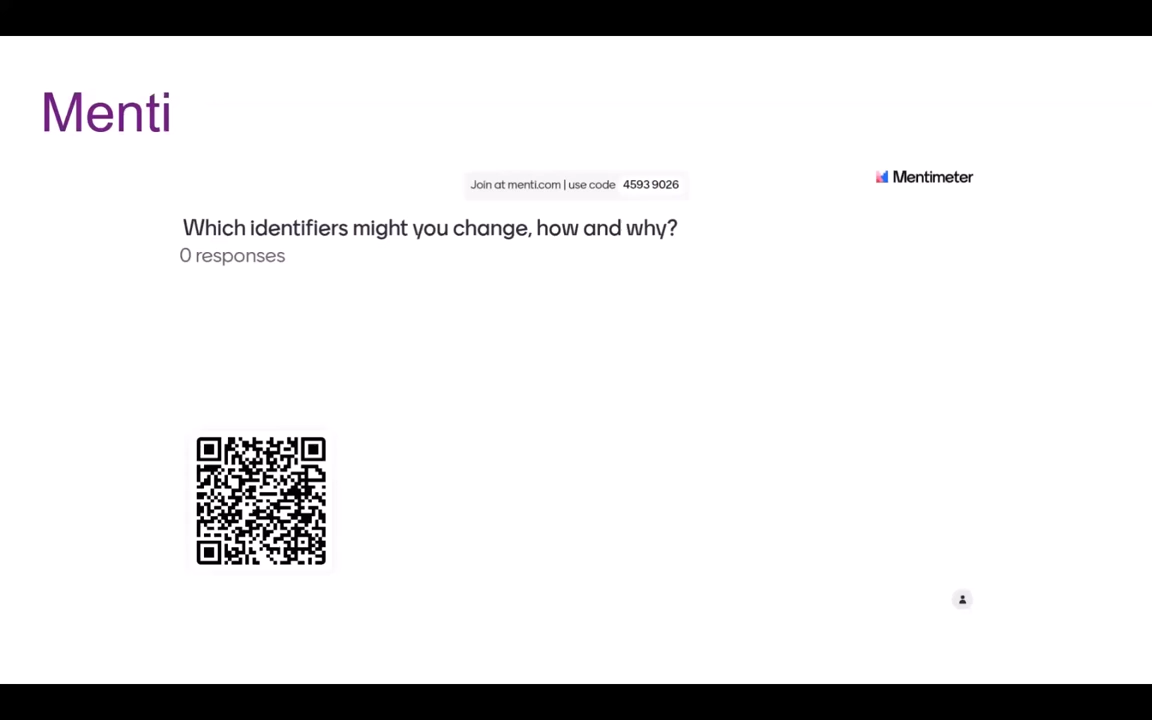 Menti
Join at menti.com | use code 4593 9026
Mentimeter
Which identifiers might you change, how and why?
0 responses